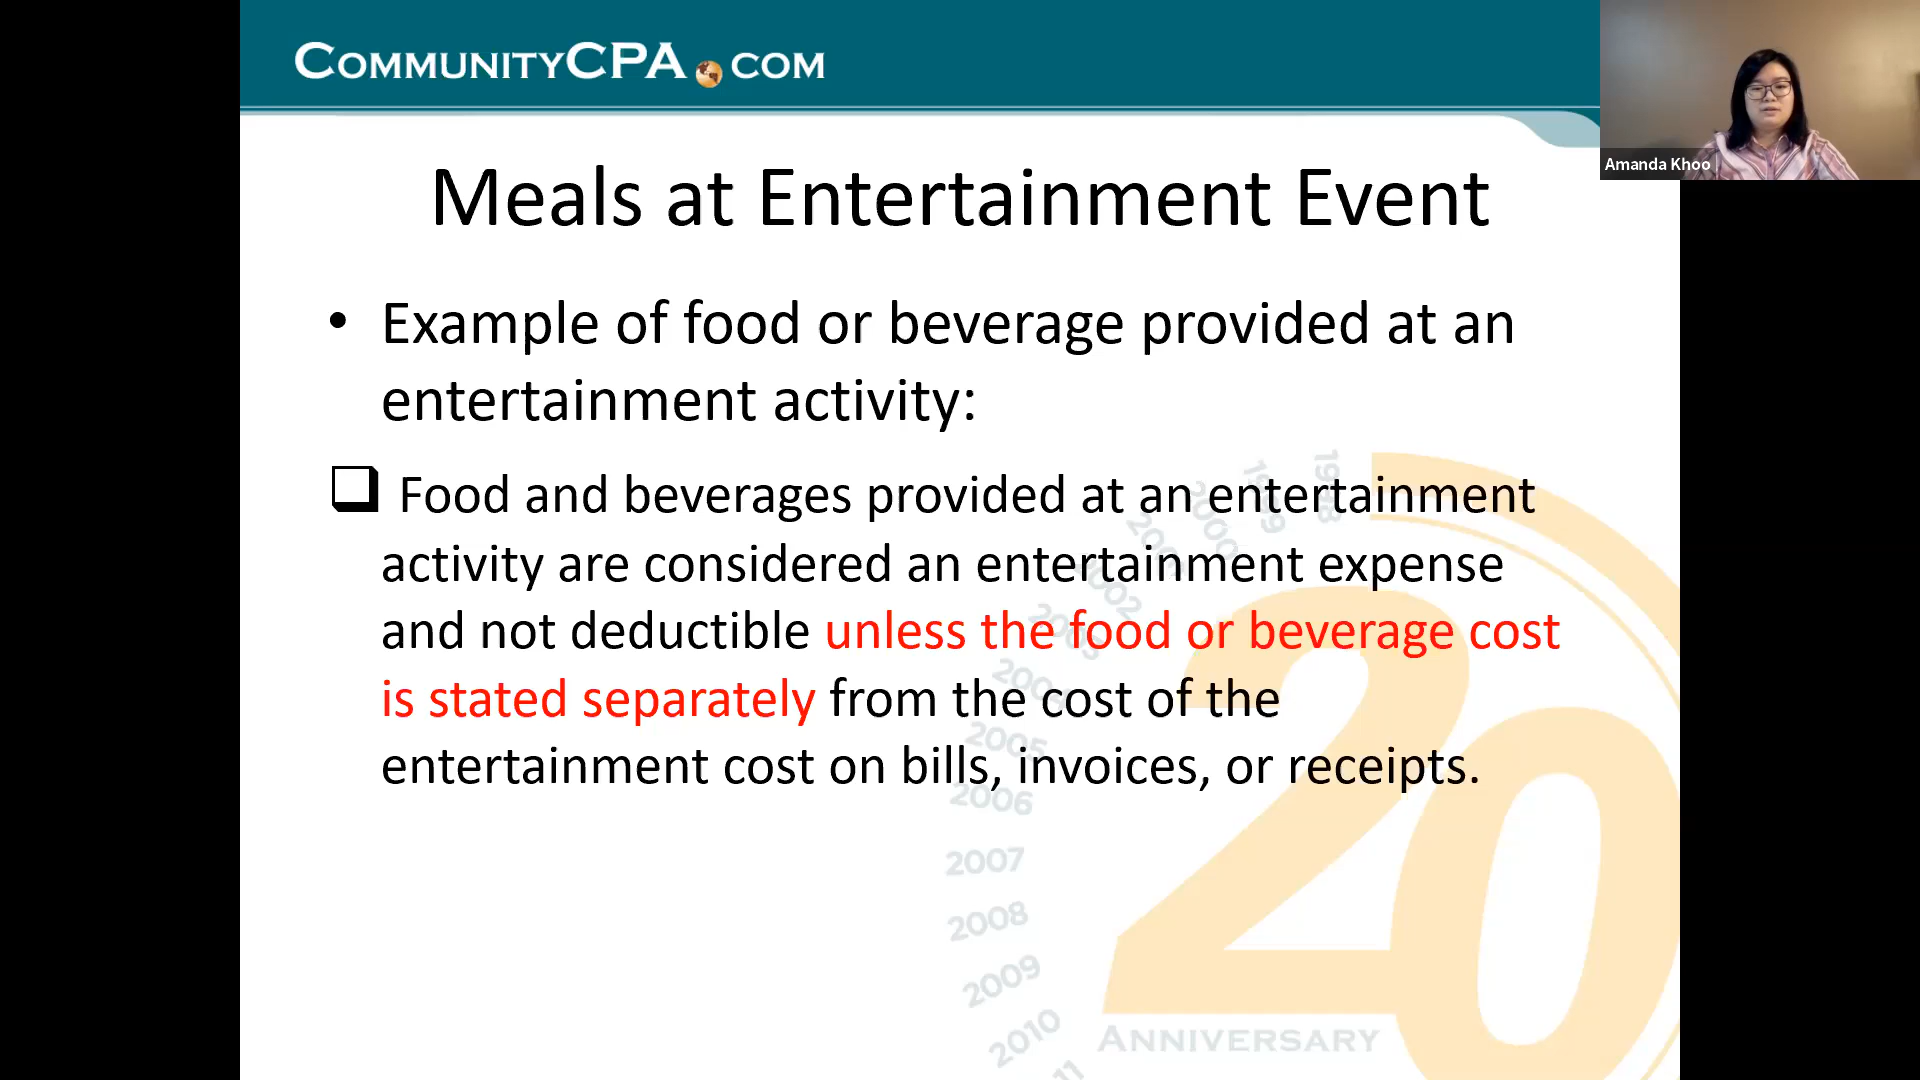 COMMUNITYCPA.COM
Amanda Khoo
Meals at Entertainment Event
• Example of food or beverage provided at an
entertainment activity:
❑ Food and beverages provided at an entertainment
activity are considered an entertainment expense
and not deductible unless the food or beverage cost
is stated separately from the cost of the
entertainment cost on bills, invoices, or receipts.
1998
1999
2000
2001
2002
2003
2004
2005
2006
2007
2008
2009
2010
20
ANNIVERSARY